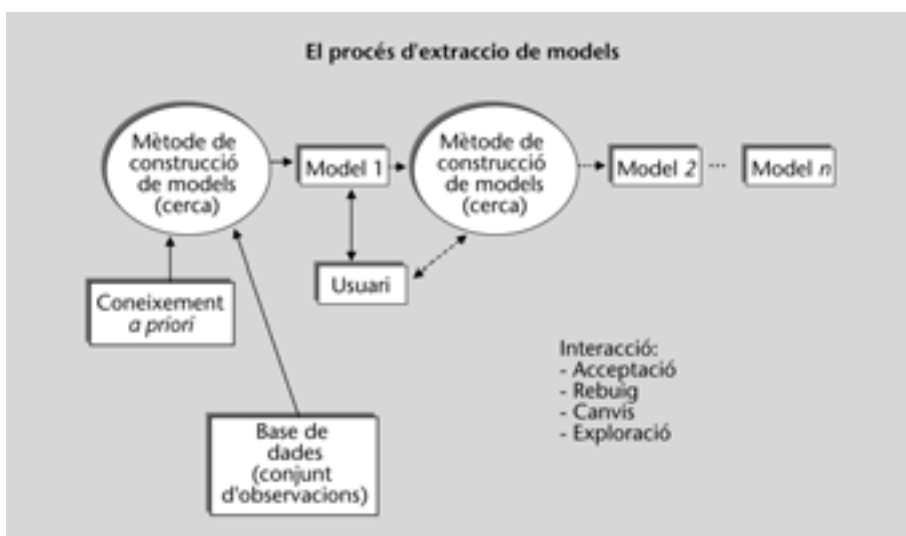 El procés d'extraccio de models
Mètode de
construcció
de models
(cerca)
Model 1
Mètode de
construcció
de models
(cerca)
Model 2
...
Model n
Usuari
Coneixement
a priori
Base de
dades
(conjunt
d'observacions)
Interacció:
- Acceptació
- Rebuig
- Canvis
- Exploració